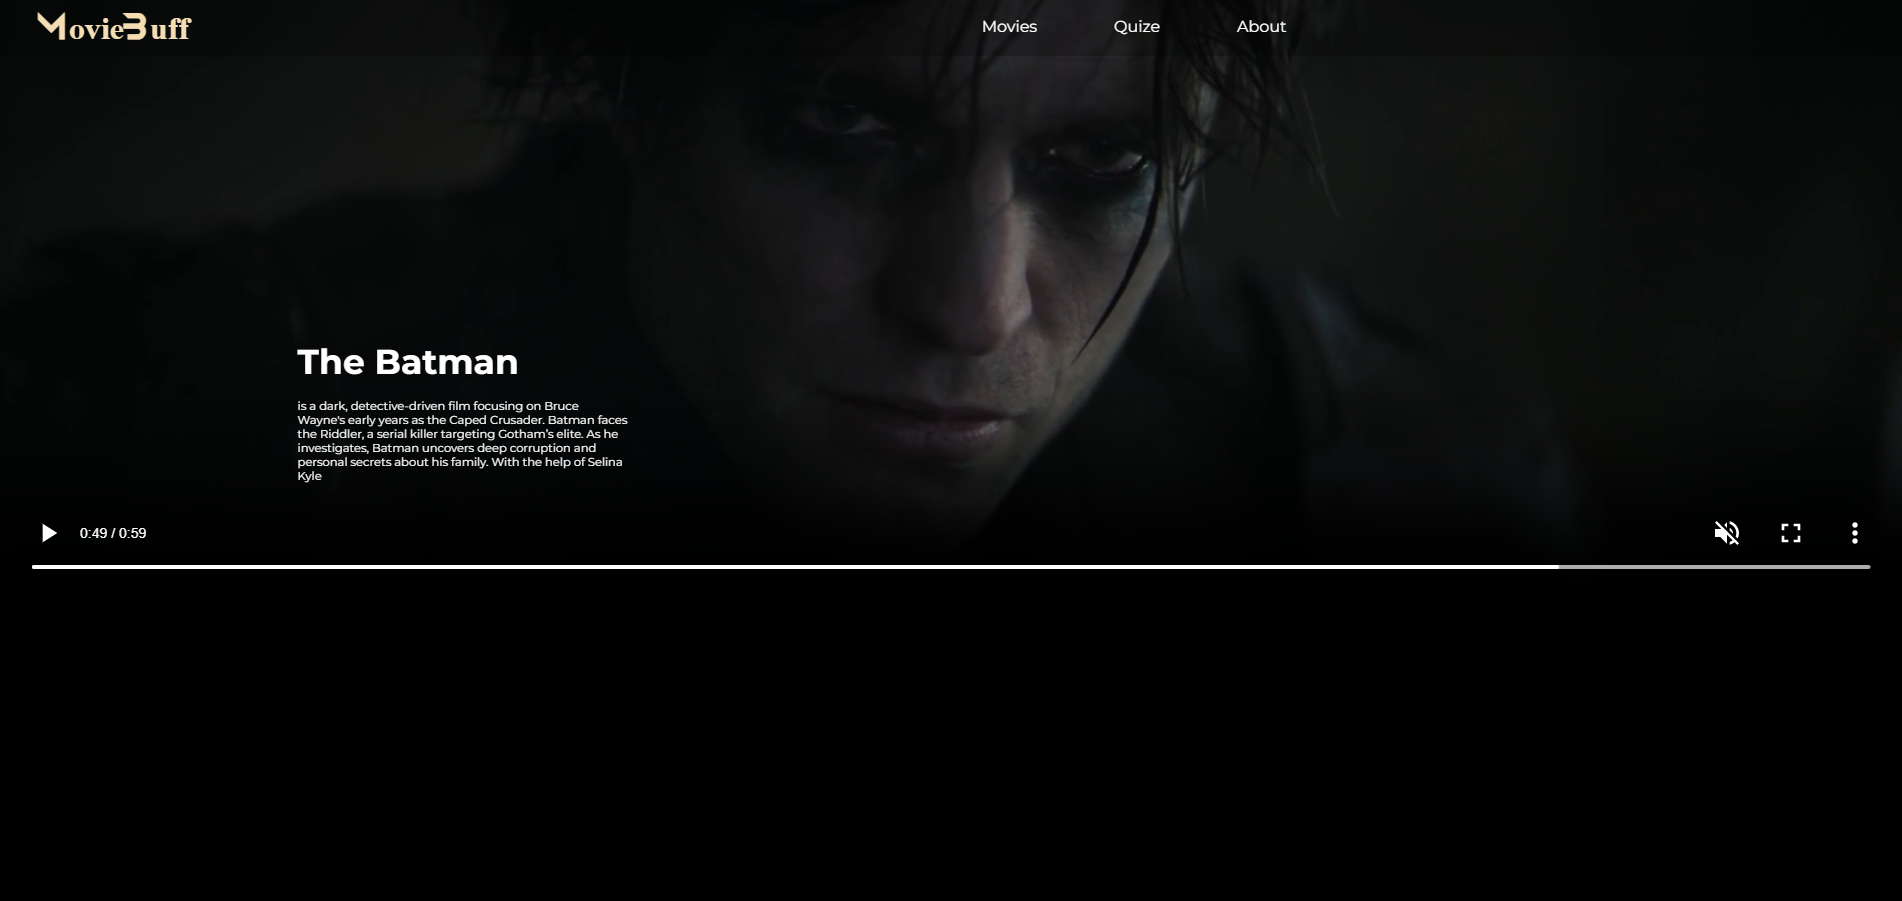 MovieBuff
Movies Quize About
The Batman
is a dark, detective-driven film focusing on Bruce
Wayne's early years as the Caped Crusader. Batman faces
the Riddler, a serial killer targeting Gotham’s elite. As he
investigates, Batman uncovers deep corruption and
personal secrets about his family. With the help of Selina
Kyle
0:49 / 0:59